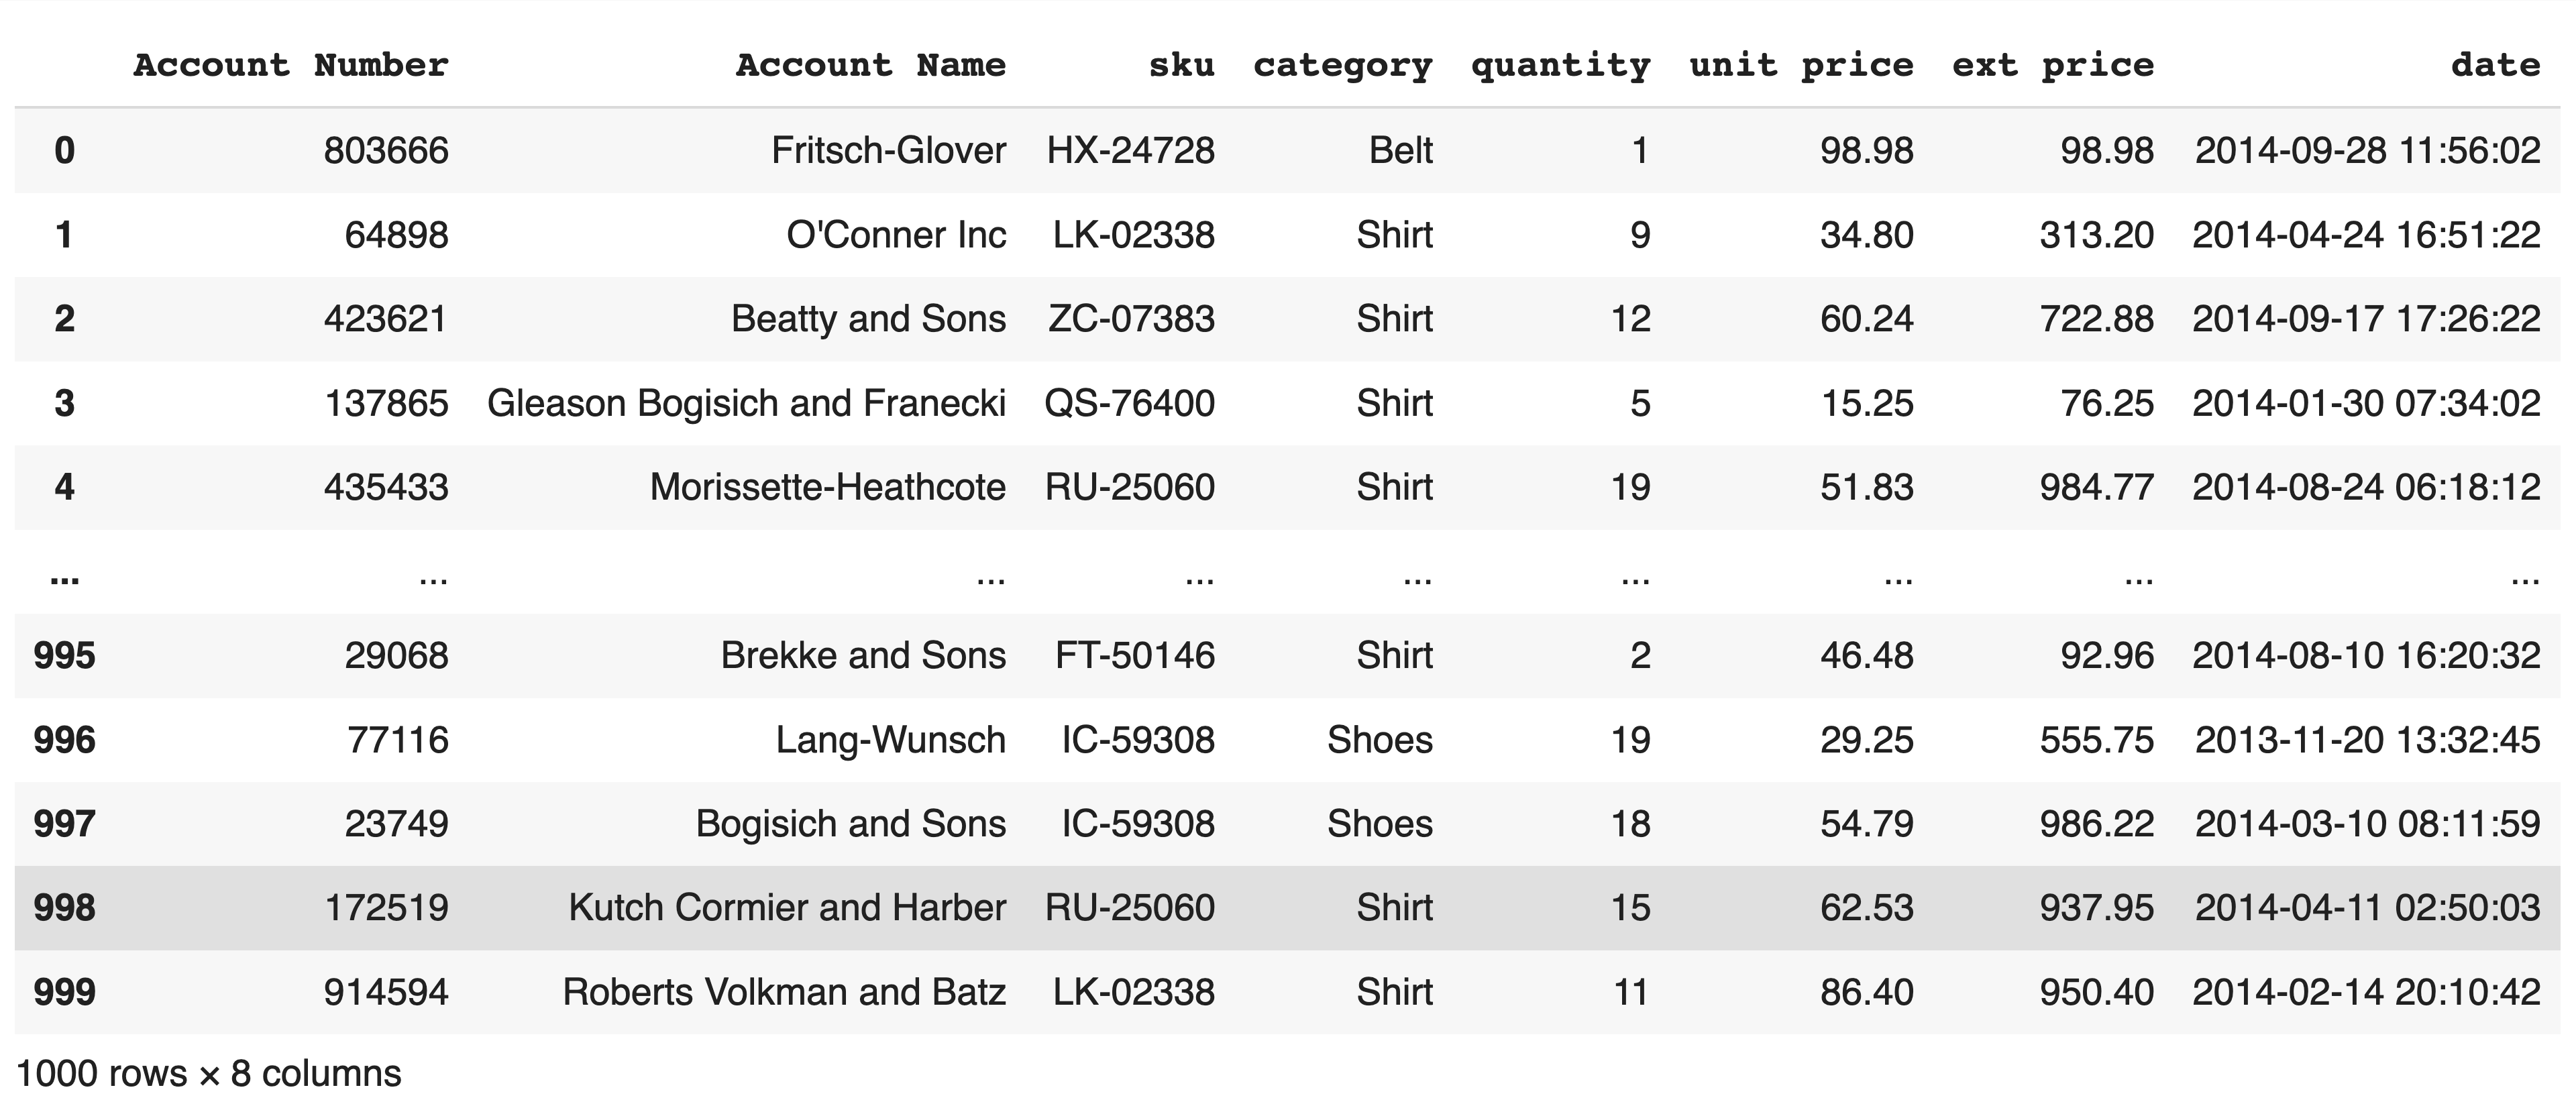 Account Number Account Name sku category quantity unit price ext price date
0 803666 Fritsch-Glover HX-24728 Belt 1 98.98 98.98 2014-09-28 11:56:02
1 64898 O'Conner Inc LK-02338 Shirt 9 34.80 313.20 2014-04-24 16:51:22
2 423621 Beatty and Sons ZC-07383 Shirt 12 60.24 722.88 2014-09-17 17:26:22
3 137865 Gleason Bogisich and Franecki QS-76400 Shirt 5 15.25 76.25 2014-01-30 07:34:02
4 435433 Morissette-Heathcote RU-25060 Shirt 19 51.83 984.77 2014-08-24 06:18:12
... ... ... ... ... ... ... ... ...
995 29068 Brekke and Sons FT-50146 Shirt 2 46.48 92.96 2014-08-10 16:20:32
996 77116 Lang-Wunsch IC-59308 Shoes 19 29.25 555.75 2013-11-20 13:32:45
997 23749 Bogisich and Sons IC-59308 Shoes 18 54.79 986.22 2014-03-10 08:11:59
998 172519 Kutch Cormier and Harber RU-25060 Shirt 15 62.53 937.95 2014-04-11 02:50:03
999 914594 Roberts Volkman and Batz LK-02338 Shirt 11 86.40 950.40 2014-02-14 20:10:42
1000 rows × 8 columns